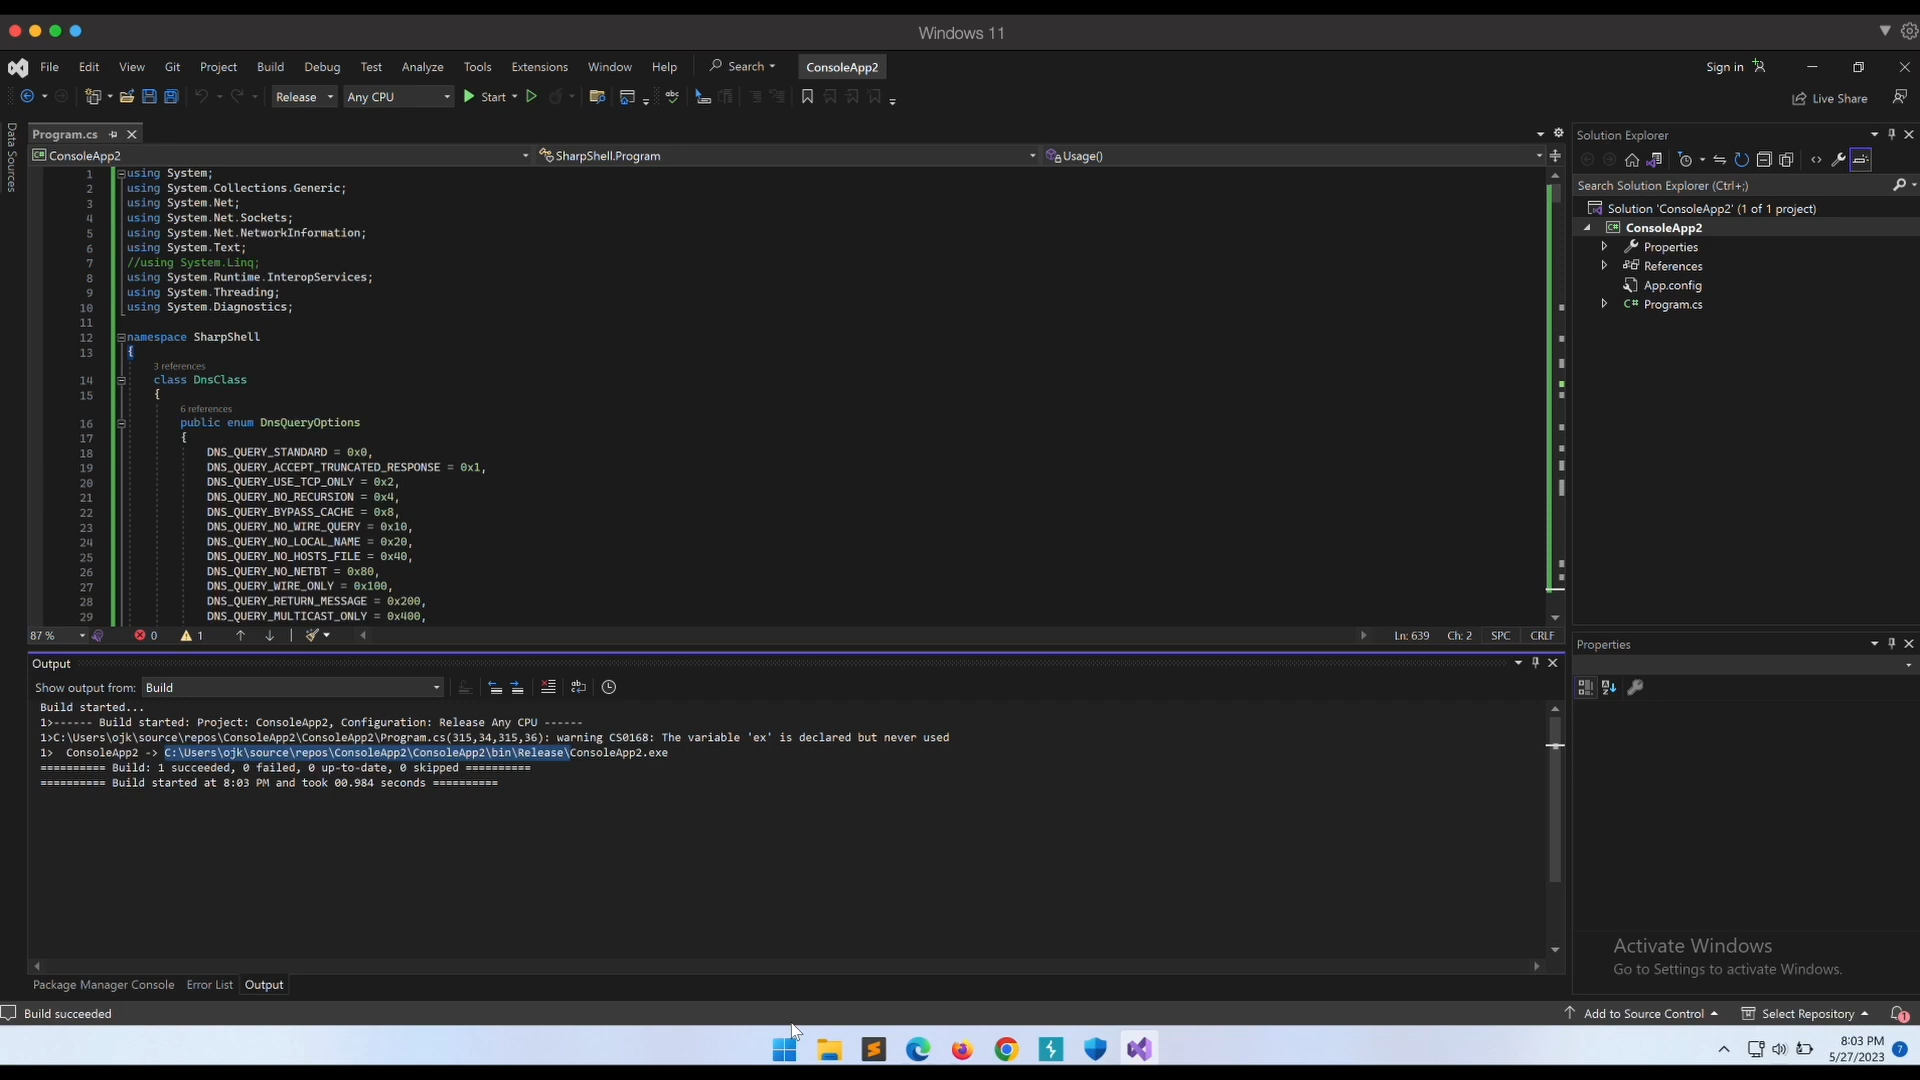 Windows 11
File Edit View Git Project Build Debug Test Analyze Tools Extensions Window Help Search ConsoleApp2 Sign in
Release Any CPU Start Live Share
Data Sources
Program.cs
ConsoleApp2 SharpShell.Program Usage()
1 using System;
2 using System.Collections.Generic;
3 using System.Net;
4 using System.Net.Sockets;
5 using System.Net.NetworkInformation;
6 using System.Text;
7 //using System.Linq;
8 using System.Runtime.InteropServices;
9 using System.Threading;
10 using System.Diagnostics;
11
12 namespace SharpShell
13 {
3 references
14 class DnsClass
15 {
6 references
16 public enum DnsQueryOptions
17 {
18 DNS_QUERY_STANDARD = 0x0,
19 DNS_QUERY_ACCEPT_TRUNCATED_RESPONSE = 0x1,
20 DNS_QUERY_USE_TCP_ONLY = 0x2,
21 DNS_QUERY_NO_RECURSION = 0x4,
22 DNS_QUERY_BYPASS_CACHE = 0x8,
23 DNS_QUERY_NO_WIRE_QUERY = 0x10,
24 DNS_QUERY_NO_LOCAL_NAME = 0x20,
25 DNS_QUERY_NO_HOSTS_FILE = 0x40,
26 DNS_QUERY_NO_NETBT = 0x80,
27 DNS_QUERY_WIRE_ONLY = 0x100,
28 DNS_QUERY_RETURN_MESSAGE = 0x200,
29 DNS_QUERY_MULTICAST_ONLY = 0x400,
87 % 0 1 Ln: 639 Ch: 2 SPC CRLF
Solution Explorer
Search Solution Explorer (Ctrl+;)
Solution 'ConsoleApp2' (1 of 1 project)
ConsoleApp2
Properties
References
App.config
C# Program.cs
Output
Show output from: Build
Build started...
1>------ Build started: Project: ConsoleApp2, Configuration: Release Any CPU ------
1>C:\Users\ojk\source\repos\ConsoleApp2\ConsoleApp2\Program.cs(315,34,315,36): warning CS0168: The variable 'ex' is declared but never used
1>  ConsoleApp2 -> C:\Users\ojk\source\repos\ConsoleApp2\ConsoleApp2\bin\Release\ConsoleApp2.exe
========== Build: 1 succeeded, 0 failed, 0 up-to-date, 0 skipped ==========
========== Build started at 8:03 PM and took 00.984 seconds ==========
Properties
Activate Windows
Go to Settings to activate Windows.
Package Manager Console Error List Output
Build succeeded Add to Source Control Select Repository 1
8:03 PM
5/27/2023 7